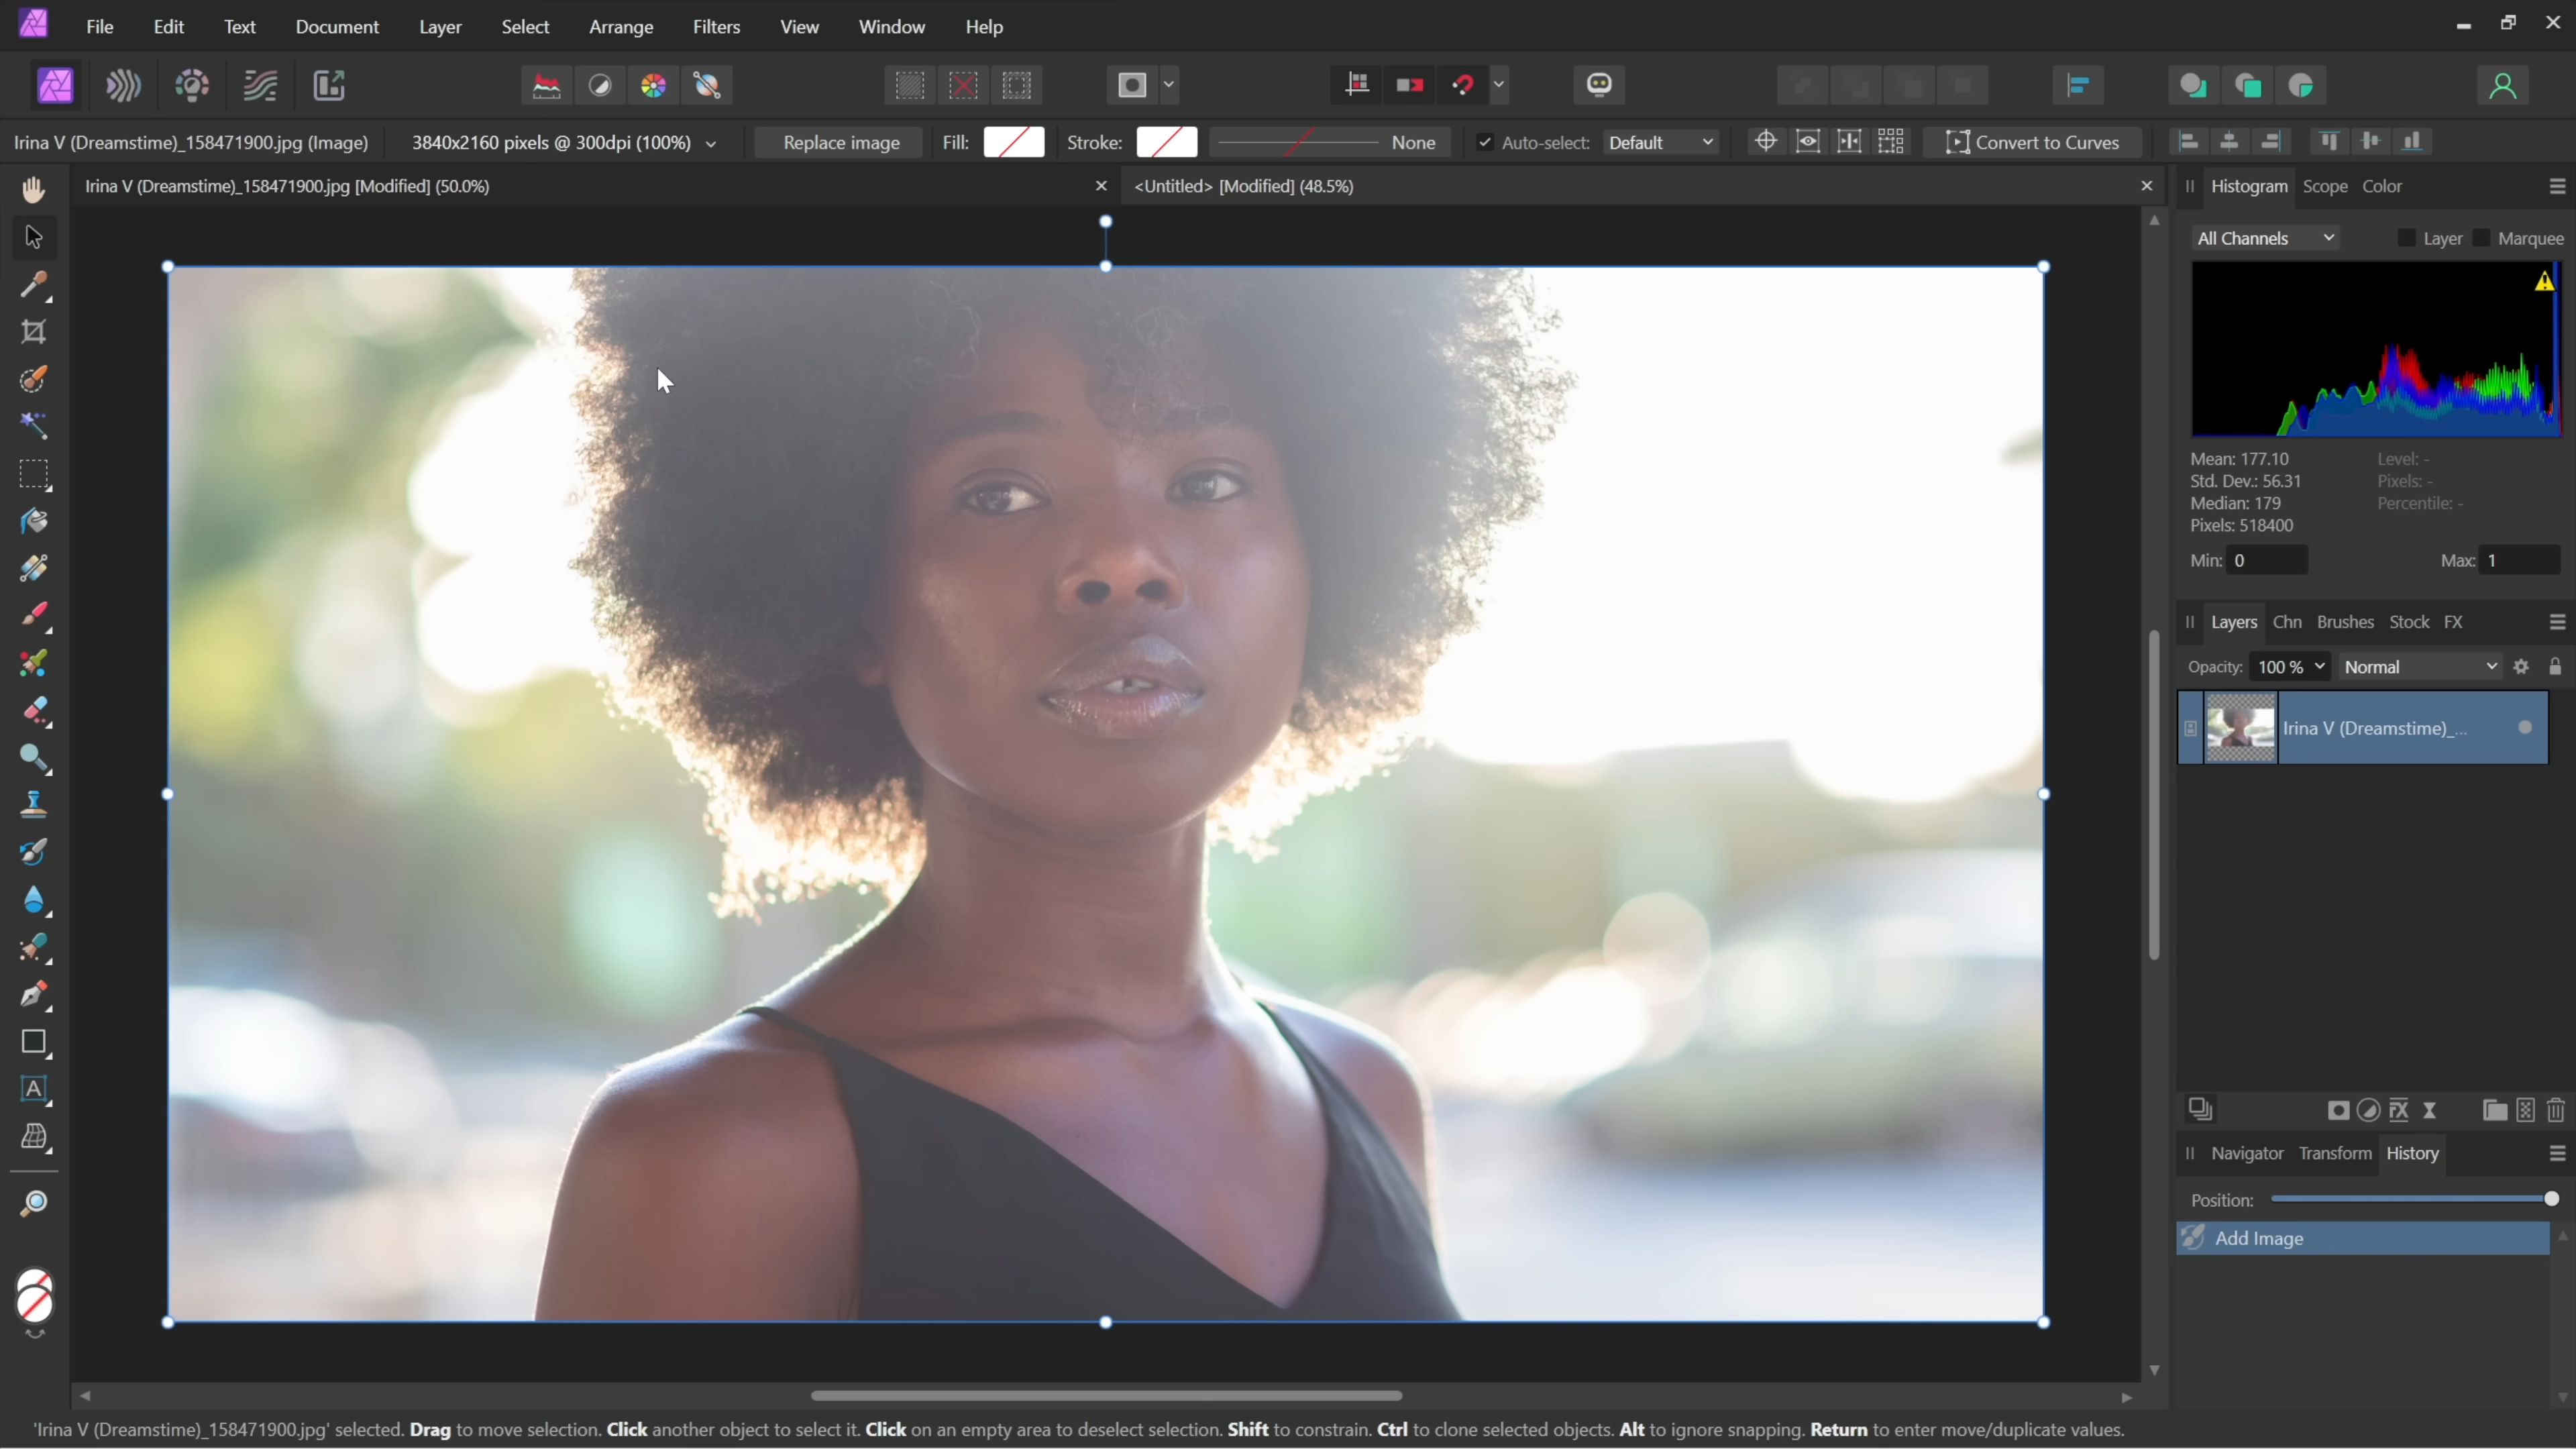 File Edit Text Document Layer Select Arrange Filters View Window Help
Irina V (Dreamstime)_158471900.jpg (Image) 3840x2160 pixels @ 300dpi (100%) Replace image Fill: Stroke: None Auto-select: Default Convert to Curves
Irina V (Dreamstime)_158471900.jpg [Modified] (50.0%) <Untitled> [Modified] (48.5%)
Histogram Scope Color
All Channels Layer Marquee
Mean: 177.10 Level: -
Std. Dev.: 56.31 Pixels: -
Median: 179 Percentile: -
Pixels: 518400
Min: 0 Max: 1
Layers Chn Brushes Stock FX
Opacity: 100 % Normal
Irina V (Dreamstime)_...
Navigator Transform History
Position:
Add Image
'Irina V (Dreamstime)_158471900.jpg' selected. Drag to move selection. Click another object to select it. Click on an empty area to deselect selection. Shift to constrain. Ctrl to clone selected objects. Alt to ignore snapping. Return to enter move/duplicate values.